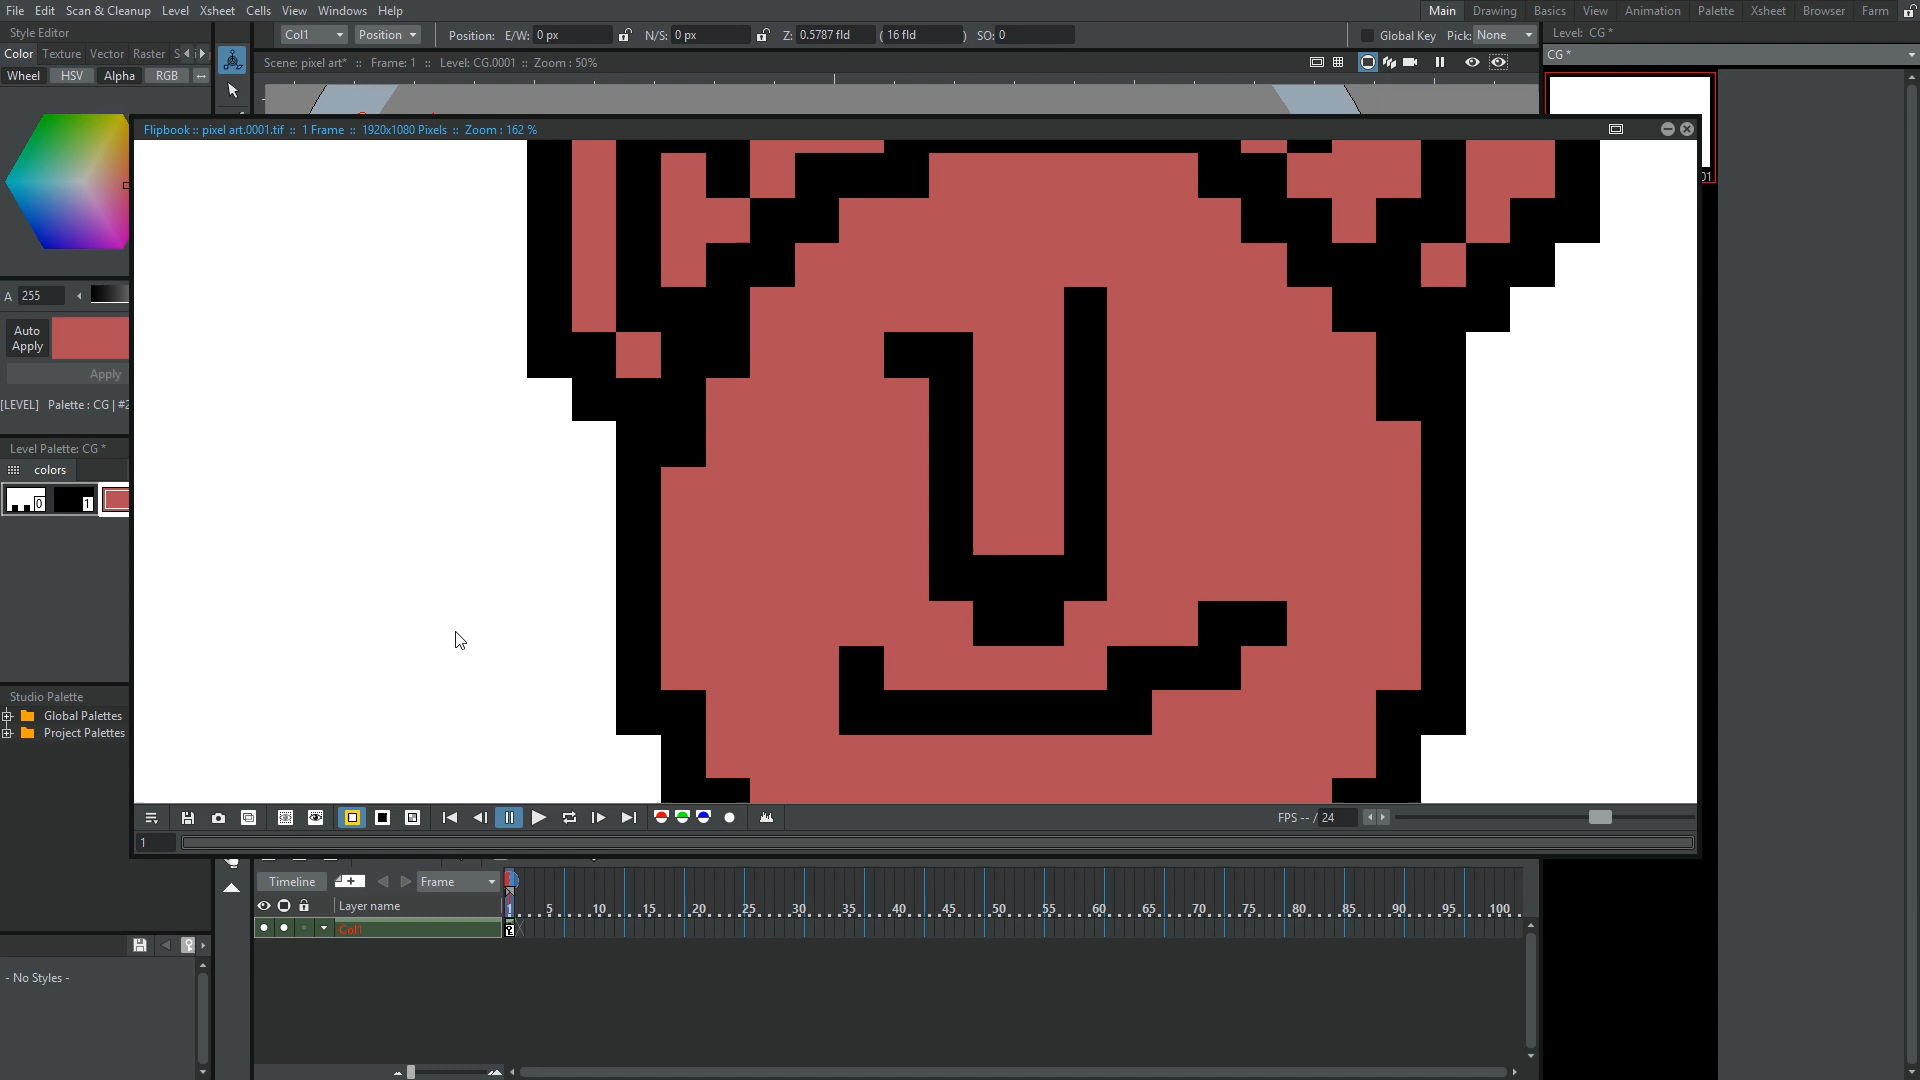 File Edit Scan & Cleanup Level Xsheet Cells View Windows Help
Main Drawing Basics View Animation Palette Xsheet Browser Farm
Style Editor
Color Texture Vector Raster S
Wheel HSV Alpha RGB
Col1 Position Position: E/W: 0 px N/S: 0 px Z: 0.5787 fld ( 16 fld ) SO: 0 Global Key Pick: None
Level: CG *
CG *
Scene: pixel art* :: Frame: 1 :: Level: CG.0001 :: Zoom : 50%
Flipbook :: pixel art.0001.tif :: 1 Frame :: 1920x1080 Pixels :: Zoom : 162 %
01
A 255
Auto Apply
Apply
[LEVEL] Palette : CG | #2
Level Palette: CG *
colors
0 1
Studio Palette
Global Palettes
Project Palettes
FPS -- / 24
1
Timeline Frame
Layer name
1 5 10 15 20 25 30 35 40 45 50 55 60 65 70 75 80 85 90 95 100
Col1
- No Styles -